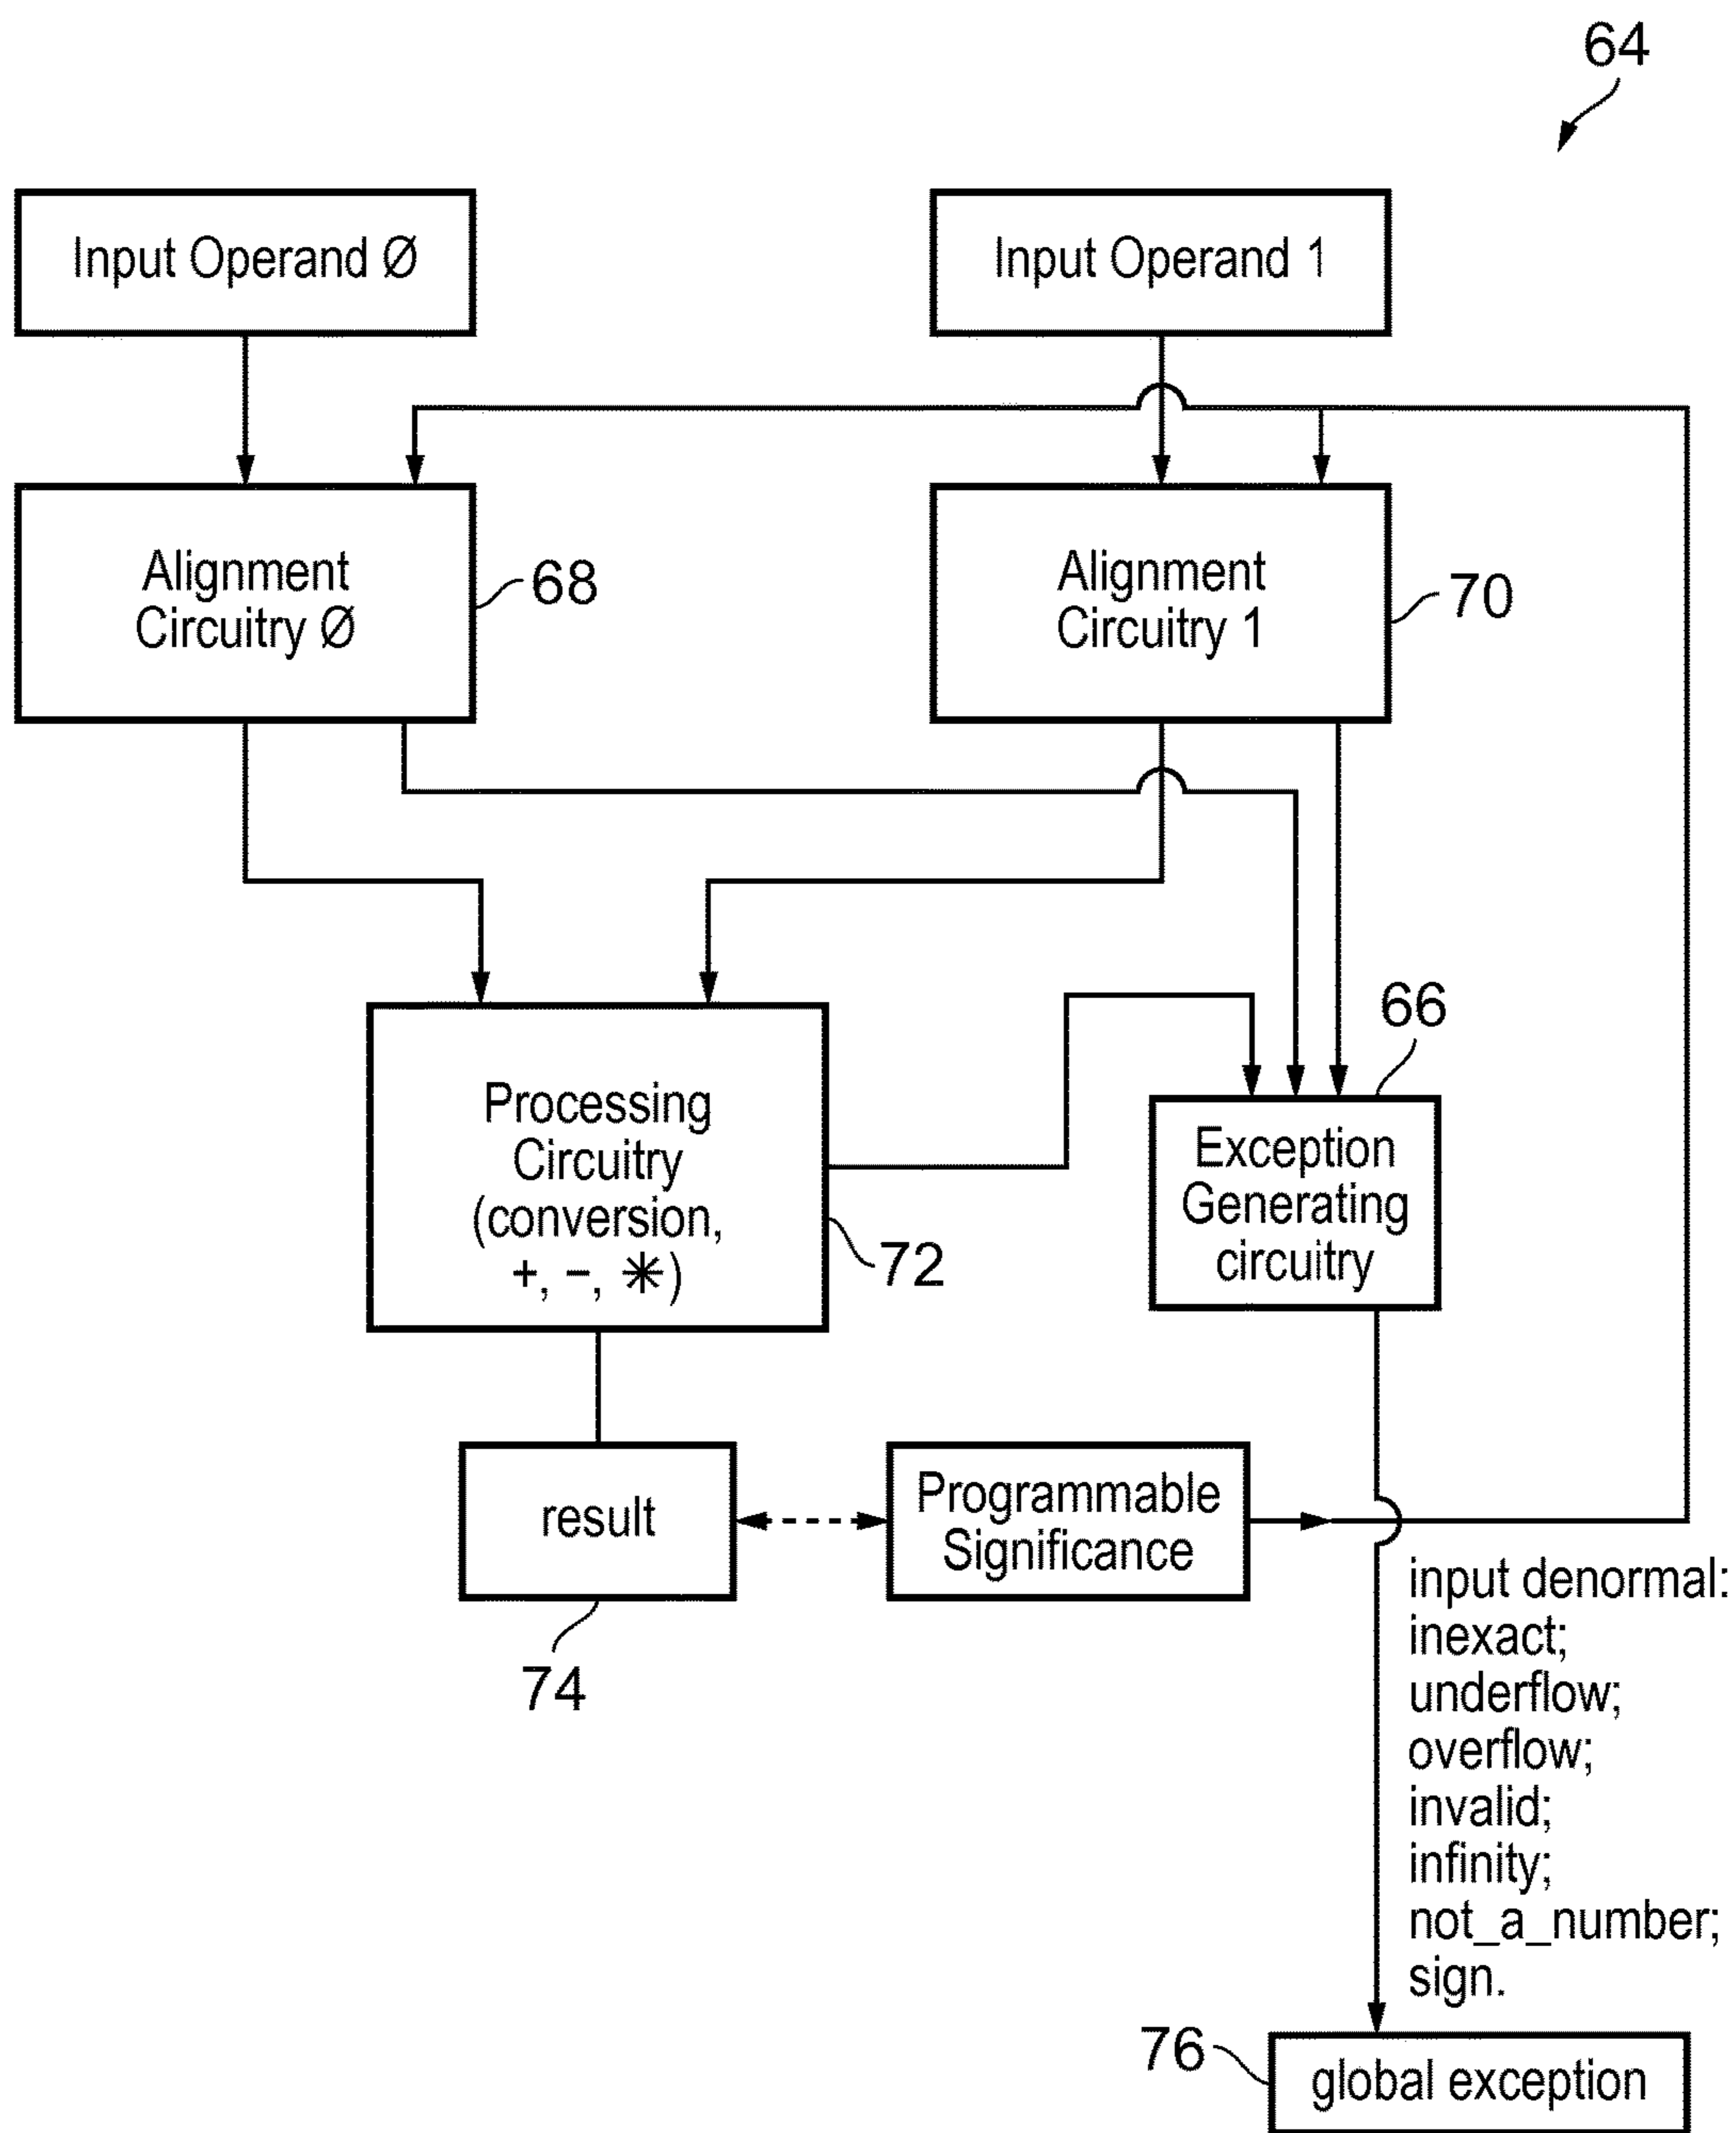 64
Input Operand Ø
Input Operand 1
Alignment
Circuitry Ø
68
Alignment
Circuitry 1
70
Processing
Circuitry
(conversion,
+, −, ✳)
72
66
Exception
Generating
circuitry
result
74
Programmable
Significance
input denormal:
inexact;
underflow;
overflow;
invalid;
infinity;
not_a_number;
sign.
76
global exception